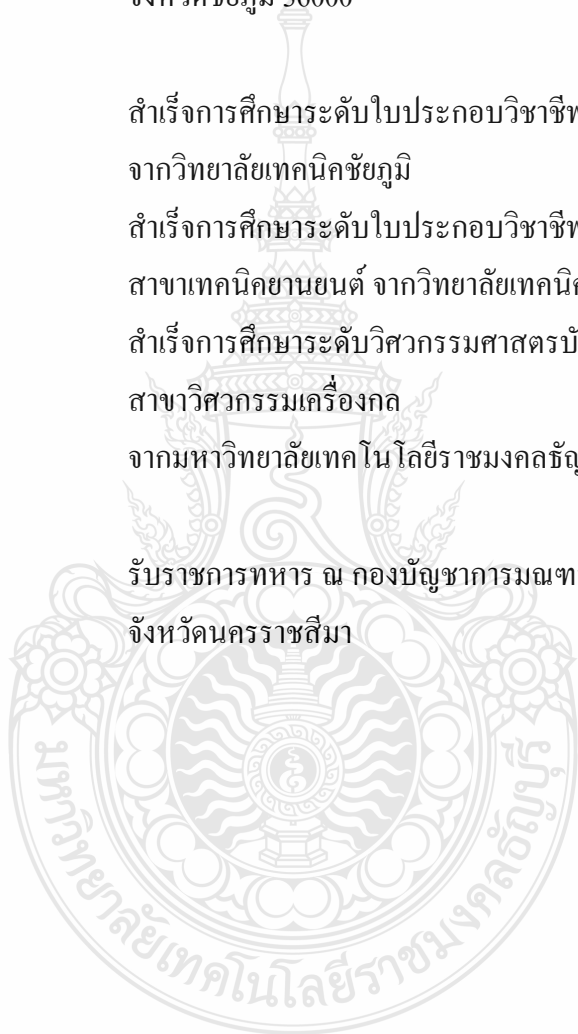 จังหวัดชัยภูมิ 36000
สำเร็จการศึกษาระดับใบประกอบวิชาชีพ
จากวิทยาลัยเทคนิคชัยภูมิ
สำเร็จการศึกษาระดับใบประกอบวิชาชีพ
สาขาเทคนิคยานยนต์ จากวิทยาลัยเทคนิค
สำเร็จการศึกษาระดับวิศวกรรมศาสตรบั
สาขาวิศวกรรมเครื่องกล
จากมหาวิทยาลัยเทคโนโลยีราชมงคลธัญ
รับราชการทหาร ณ กองบัญชาการมณฑ
จังหวัดนครราชสีมา
มหาวิทยาลัยเทคโนโลยีราชมงคลธัญบุรี